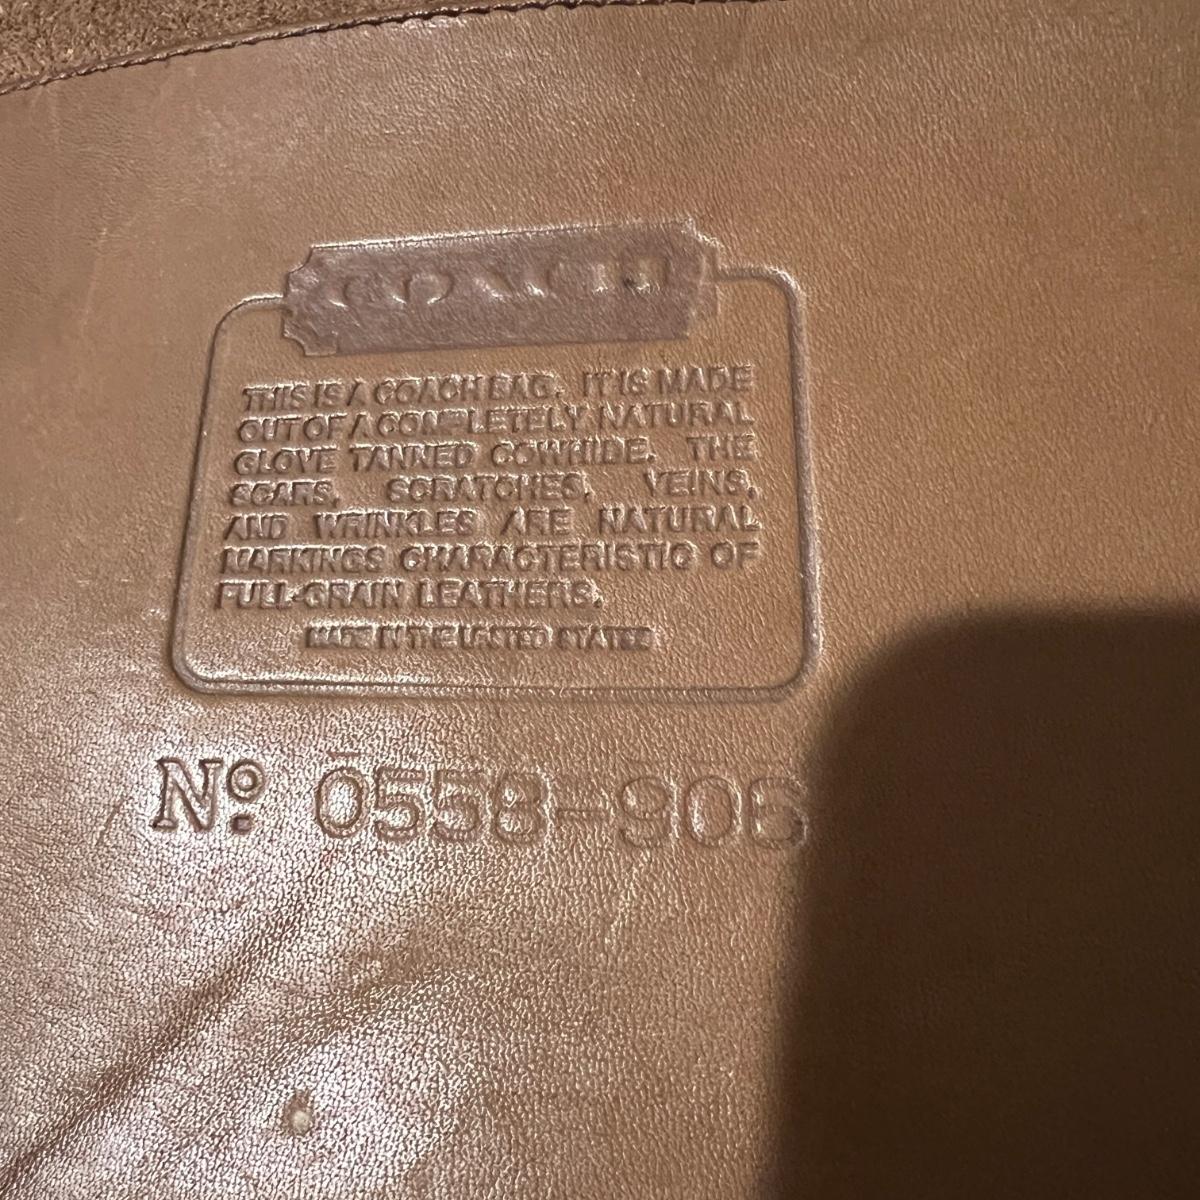 COACH
THIS IS A COACH BAG. IT IS MADE
OUT OF A COMPLETELY NATURAL
GLOVE TANNED COWHIDE. THE
SCARS, SCRATCHES, VEINS,
AND WRINKLES ARE NATURAL
MARKINGS CHARACTERISTIC OF
FULL-GRAIN LEATHERS.
MADE IN THE UNITED STATES
Nº 0558-906